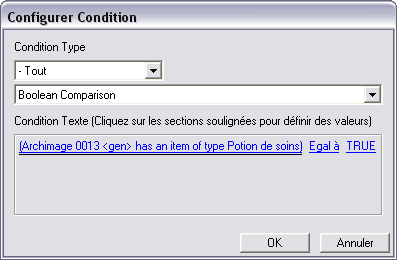 Configurer Condition
Condition Type
- Tout
Boolean Comparison
Condition Texte (Cliquez sur les sections soulignées pour définir des valeurs)
(Archimage 0013 <gen> has an item of type Potion de soins) Egal à TRUE
OK Annuler